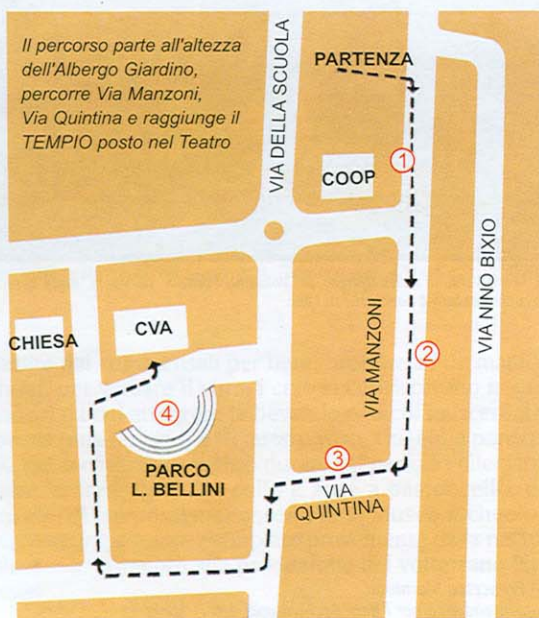 Il percorso parte all'altezza
dell'Albergo Giardino,
percorre Via Manzoni,
Via Quintina e raggiunge il
TEMPIO posto nel Teatro
VIA DELLA SCUOLA
PARTENZA
1
COOP
VIA NINO BIXIO
CHIESA
CVA
VIA MANZONI
2
4
3
PARCO
L. BELLINI
VIA
QUINTINA